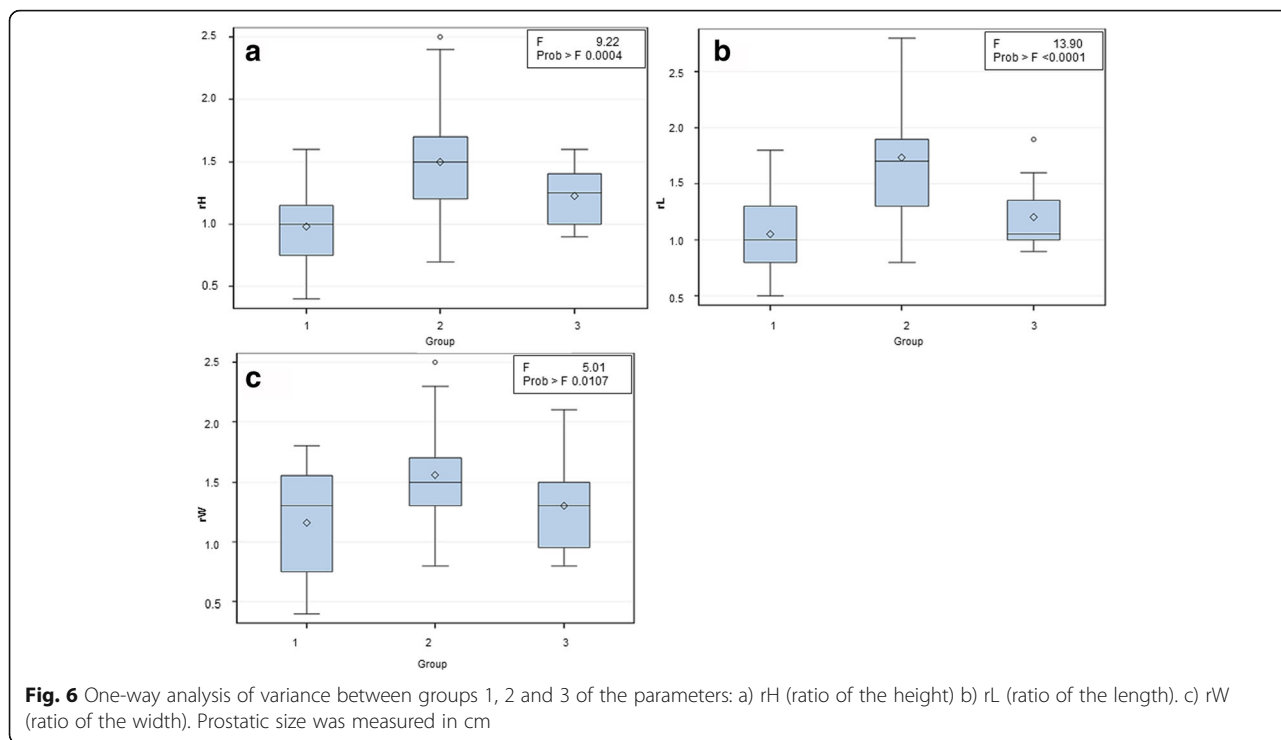 a
F 9.22
Prob > F 0.0004
2.5
2.0
1.5
1.0
0.5
rH
1 2 3
Group
b
F 13.90
Prob > F <0.0001
2.5
2.0
1.5
1.0
0.5
rL
1 2 3
Group
c
F 5.01
Prob > F 0.0107
2.5
2.0
1.5
1.0
0.5
rW
1 2 3
Group
Fig. 6 One-way analysis of variance between groups 1, 2 and 3 of the parameters: a) rH (ratio of the height) b) rL (ratio of the length). c) rW
(ratio of the width). Prostatic size was measured in cm